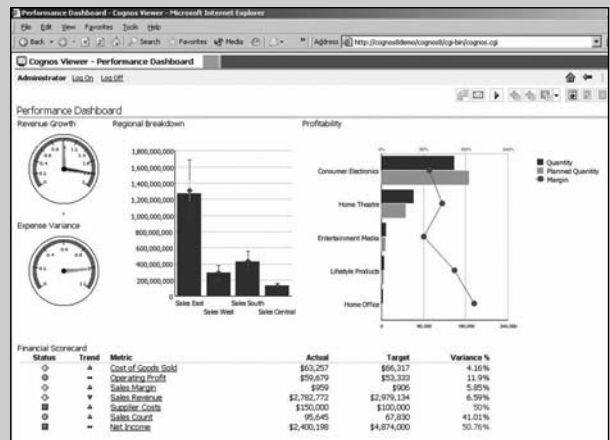 Performance Dashboard - Cognos Viewer - Microsoft Internet Explorer
File Edit View Favorites Tools Help
Back Search Favorites Media Address http://cognos8demo/cognos8/cgi-bin/cognos.cgi
Cognos Viewer - Performance Dashboard
Administrator Log On Log Off
Performance Dashboard
Revenue Growth Regional Breakdown Profitability
1,800,000,000
1,600,000,000
1,400,000,000
1,200,000,000
1,000,000,000
800,000,000
600,000,000
400,000,000
200,000,000
0
Sales East Sales South
Sales West Sales Central
Expense Variance
Consumer Electronics
Home Theatre
Entertainment Media
Lifestyle Products
Home Office
Quantity
Planned Quantity
Margin
Financial Scorecard
Status Trend Metric Actual Target Variance %
Cost of Goods Sold $63,257 $66,317 4.16%
Operating Profit $59,679 $53,333 11.9%
Sales Margin $959 $906 5.85%
Sales Revenue $2,782,772 $2,979,134 6.59%
Supplier Costs $150,000 $100,000 50%
Sales Count 95,645 67,830 41.01%
Net Income $2,400,198 $4,874,000 50.76%